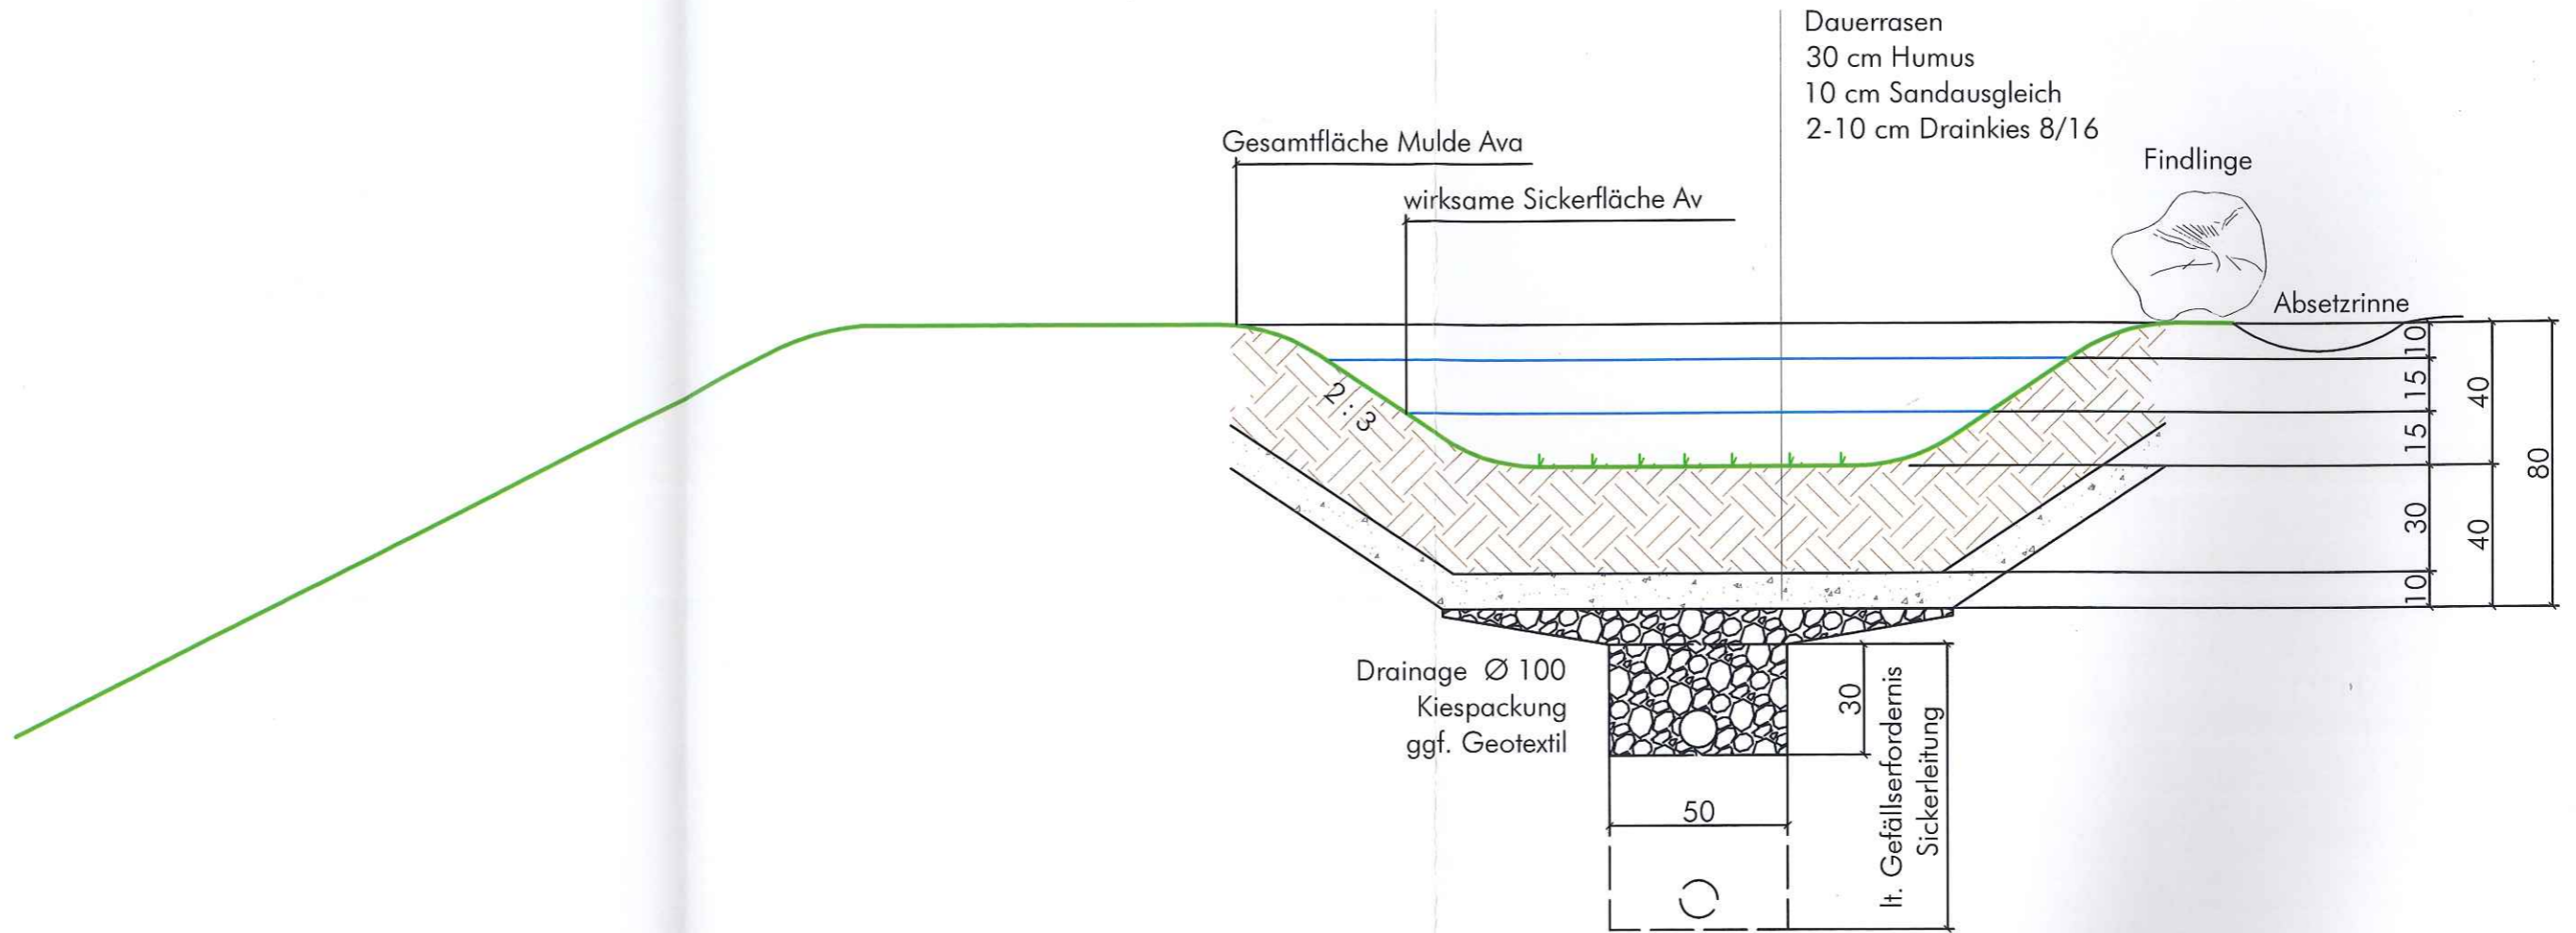 Dauerrasen
30 cm Humus
10 cm Sandausgleich
2-10 cm Drainkies 8/16
Gesamtfläche Mulde Ava
wirksame Sickerfläche Av
Findlinge
Absetzrinne
2 : 3
10
15
15
30
10
40
40
80
Drainage Ø 100
Kiespackung
ggf. Geotextil
30
50
lt. Gefällserfordernis
Sickerleitung